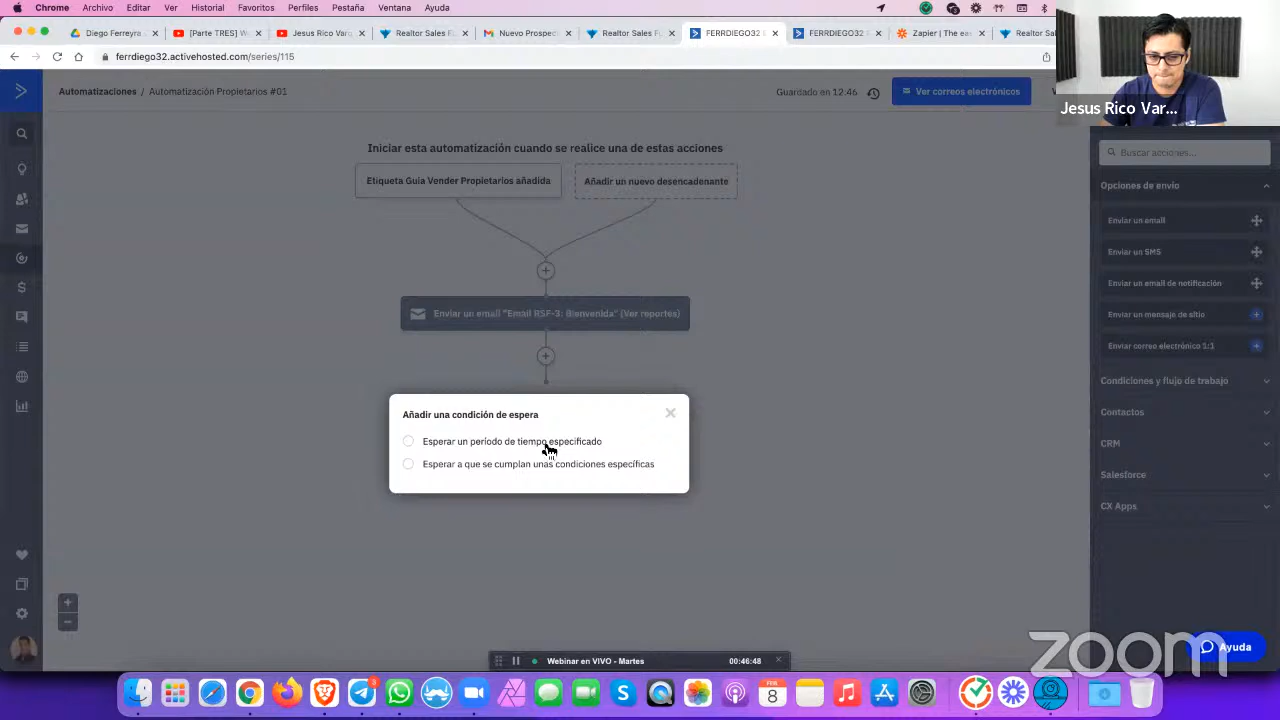 Chrome Archivo Editar Ver Historial Favoritos Perfiles Pestaña Ventana Ayuda
Diego Ferreyra
[Parte TRES] W
Jesus Rico Varg
Realtor Sales Fu
Nuevo Prospec
Realtor Sales Fu
FERRDIEGO32 E
FERRDIEGO32 E
Zapier | The eas
Realtor Sal
ferrdiego32.activehosted.com/series/115
Automatizaciones / Automatización Propietarios #01
Guardado en 12:46
Ver correos electrónicos
Jesus Rico Var...
Iniciar esta automatización cuando se realice una de estas acciones
Etiqueta Guia Vender Propietarios añadida
Añadir un nuevo desencadenante
Enviar un email "Email RSF-3: Bienvenida" (Ver reportes)
Añadir una condición de espera
Esperar un período de tiempo especificado
Esperar a que se cumplan unas condiciones específicas
Buscar acciones...
Opciones de envío
Enviar un email
Enviar un SMS
Enviar un email de notificación
Enviar un mensaje de sitio
Enviar correo electrónico 1:1
Condiciones y flujo de trabajo
Contactos
CRM
Salesforce
CX Apps
Ayuda
zoom
Webinar en VIVO - Martes 00:46:48
3
8